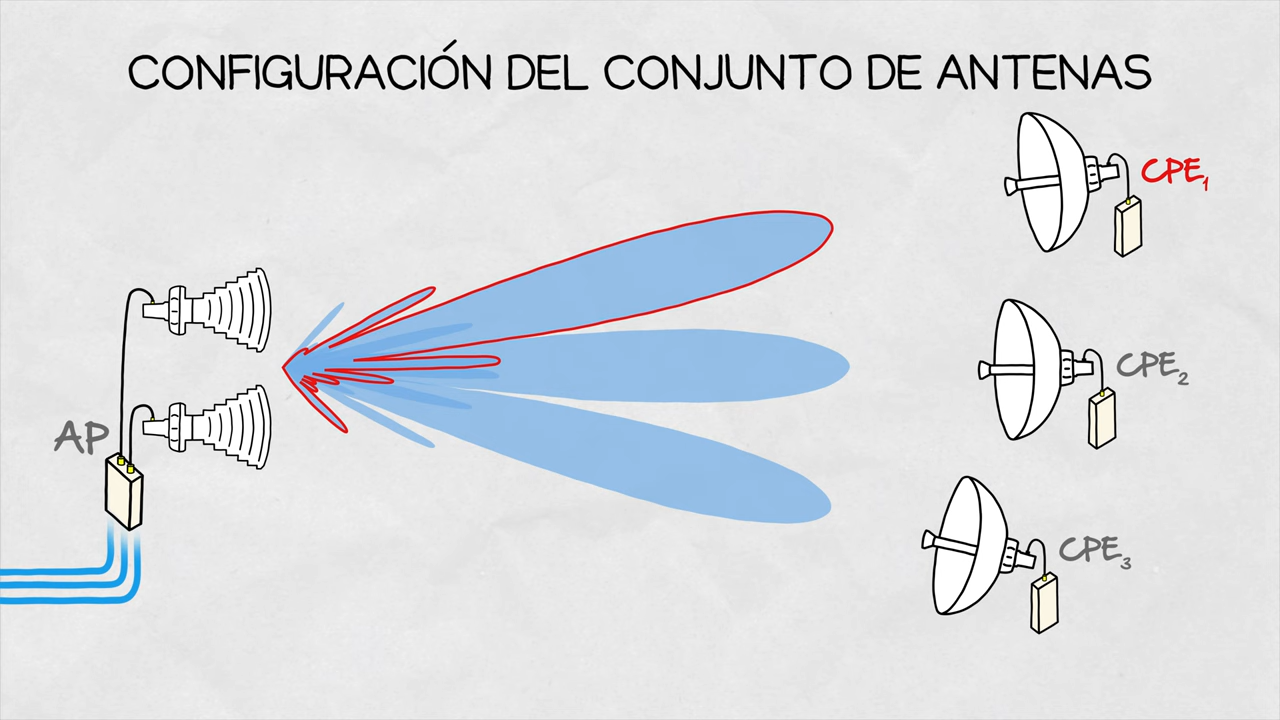 CONFIGURACIÓN DEL CONJUNTO DE ANTENAS
CPE1
CPE2
AP
CPE3